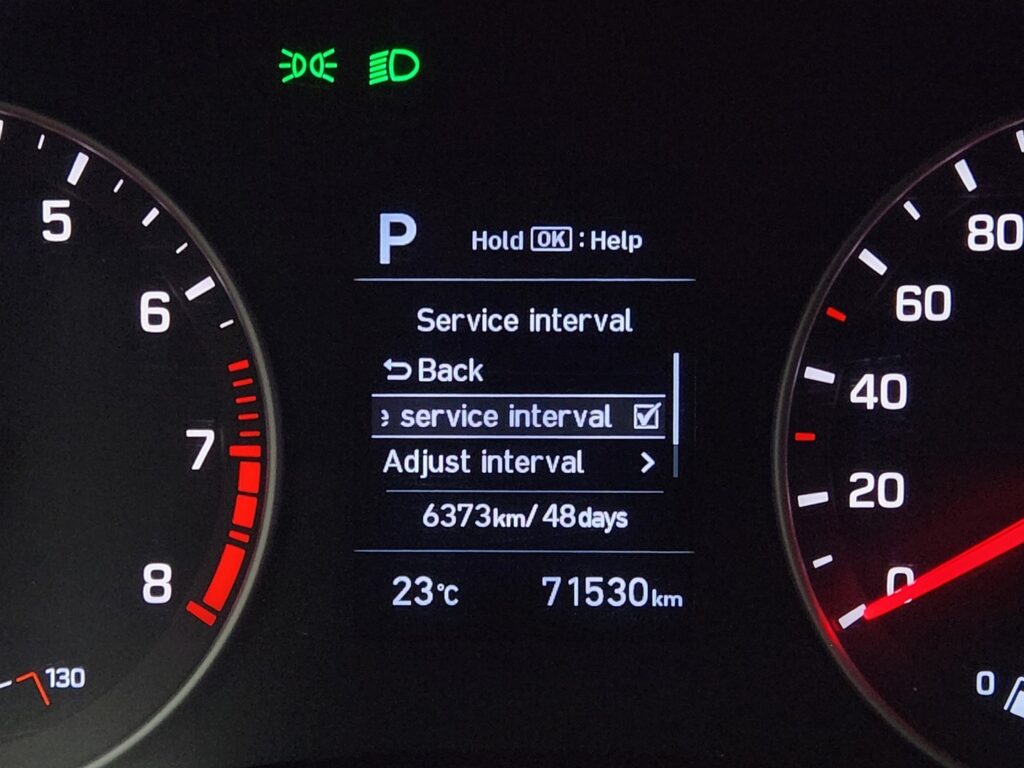 P Hold OK : Help
Service interval
Back
e service interval
Adjust interval >
6373km/ 48days
23°C 71530km
5
6
7
8
130
80
60
40
20
0
0